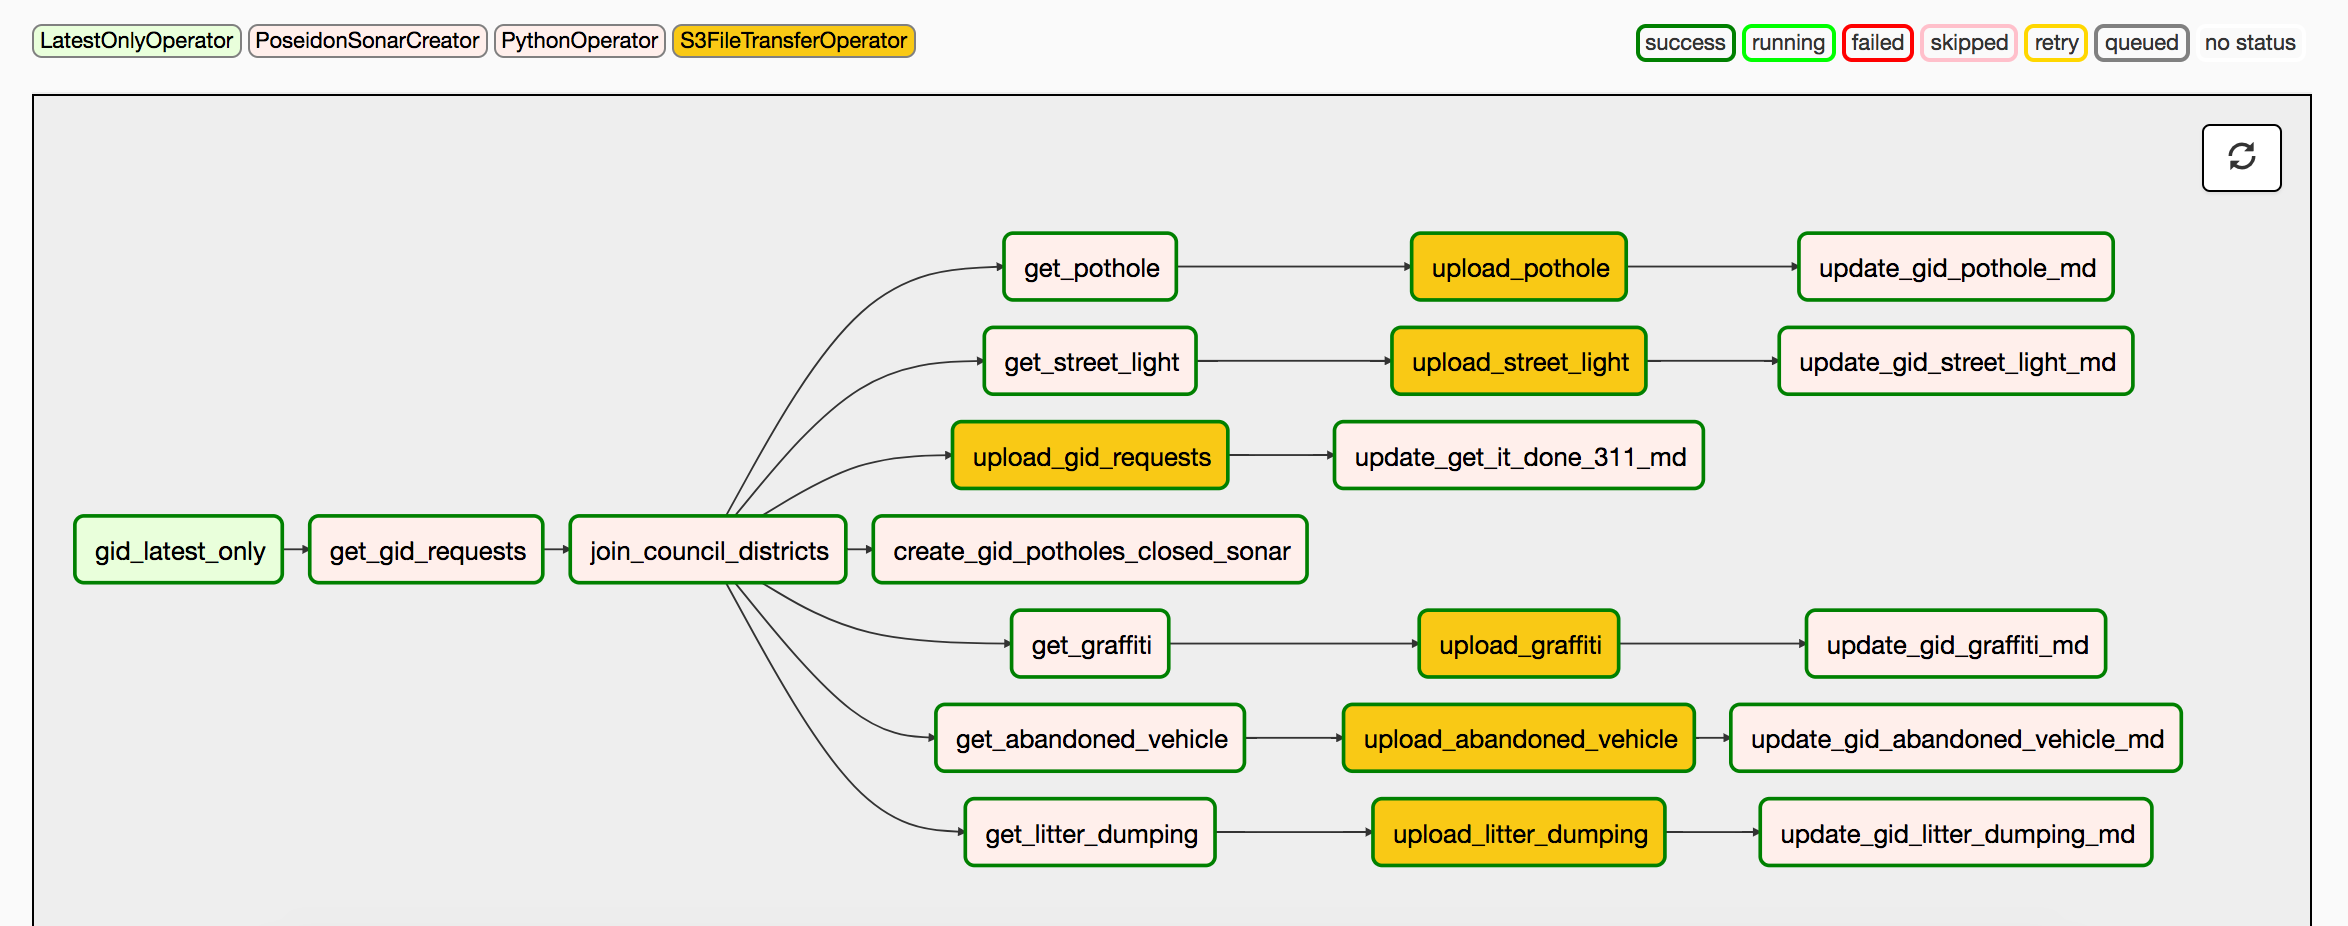 LatestOnlyOperator PoseidonSonarCreator PythonOperator S3FileTransferOperator success running failed skipped retry queued no status
get_pothole upload_pothole update_gid_pothole_md
get_street_light upload_street_light update_gid_street_light_md
upload_gid_requests update_get_it_done_311_md
gid_latest_only get_gid_requests join_council_districts create_gid_potholes_closed_sonar
get_graffiti upload_graffiti update_gid_graffiti_md
get_abandoned_vehicle upload_abandoned_vehicle update_gid_abandoned_vehicle_md
get_litter_dumping upload_litter_dumping update_gid_litter_dumping_md